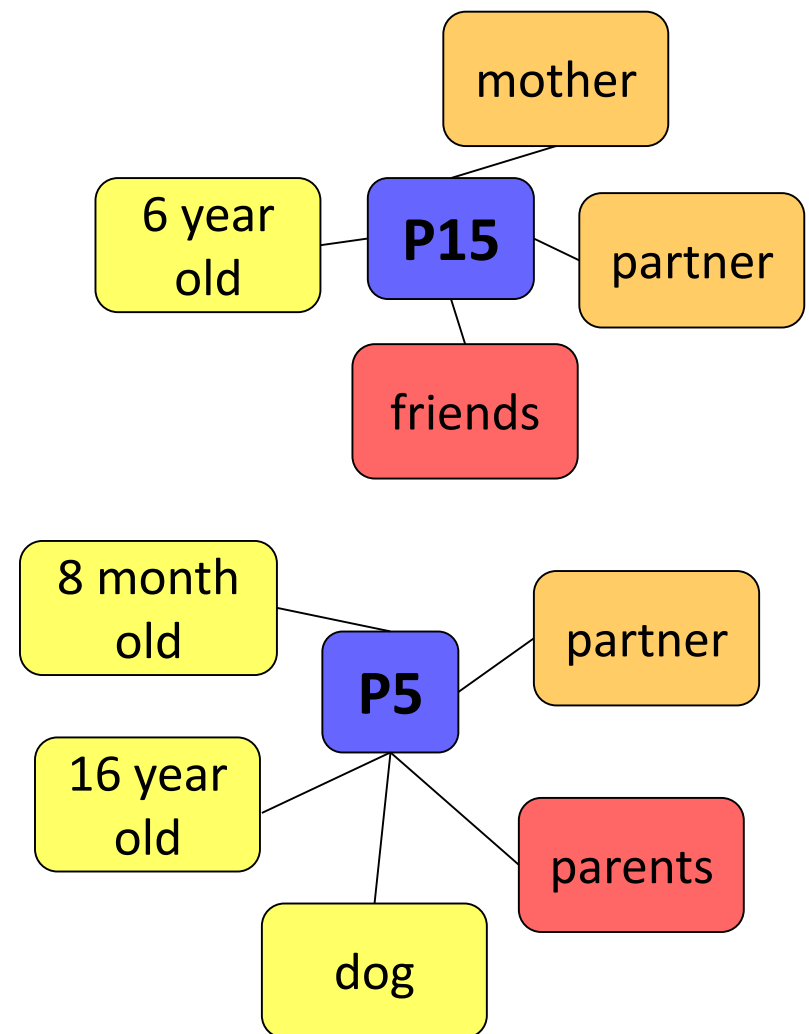 mother
6 year
old
P15
partner
friends
8 month
old
partner
P5
16 year
old
parents
dog